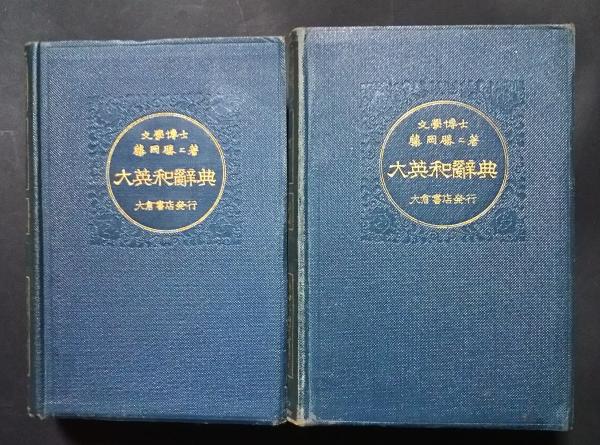 文學博士
藤岡勝二著
大英和辭典
大倉書店發行
文學博士
藤岡勝二著
大英和辭典
大倉書店發行